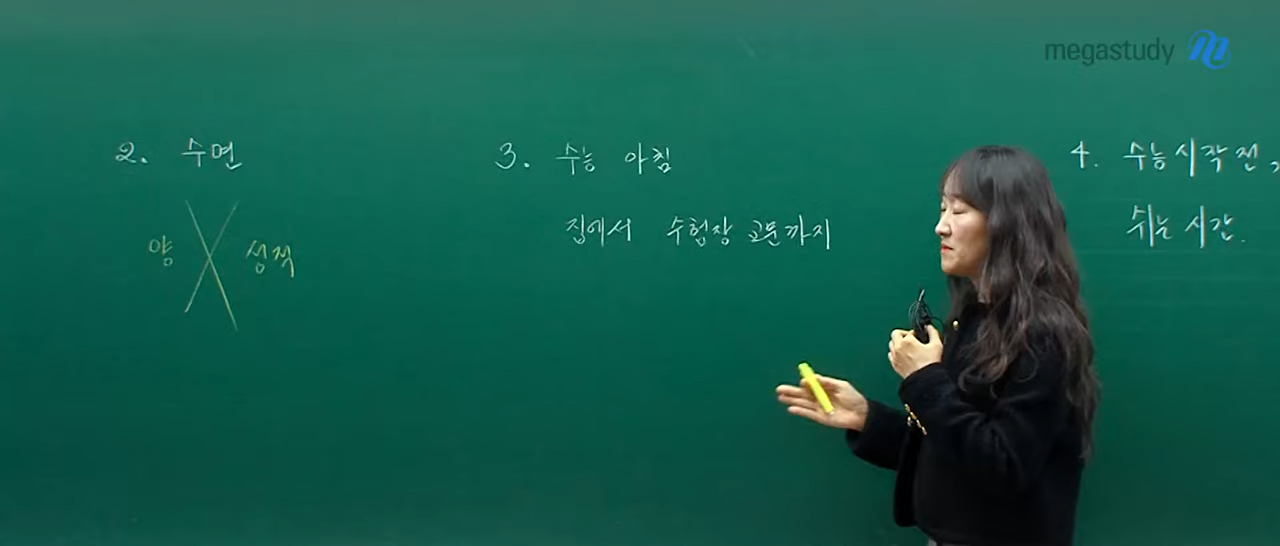 megastudy
2. 수면
양 성적
3. 수능 아침
집에서 수험장 교문까지
4. 수능시작 전,
쉬는 시간.